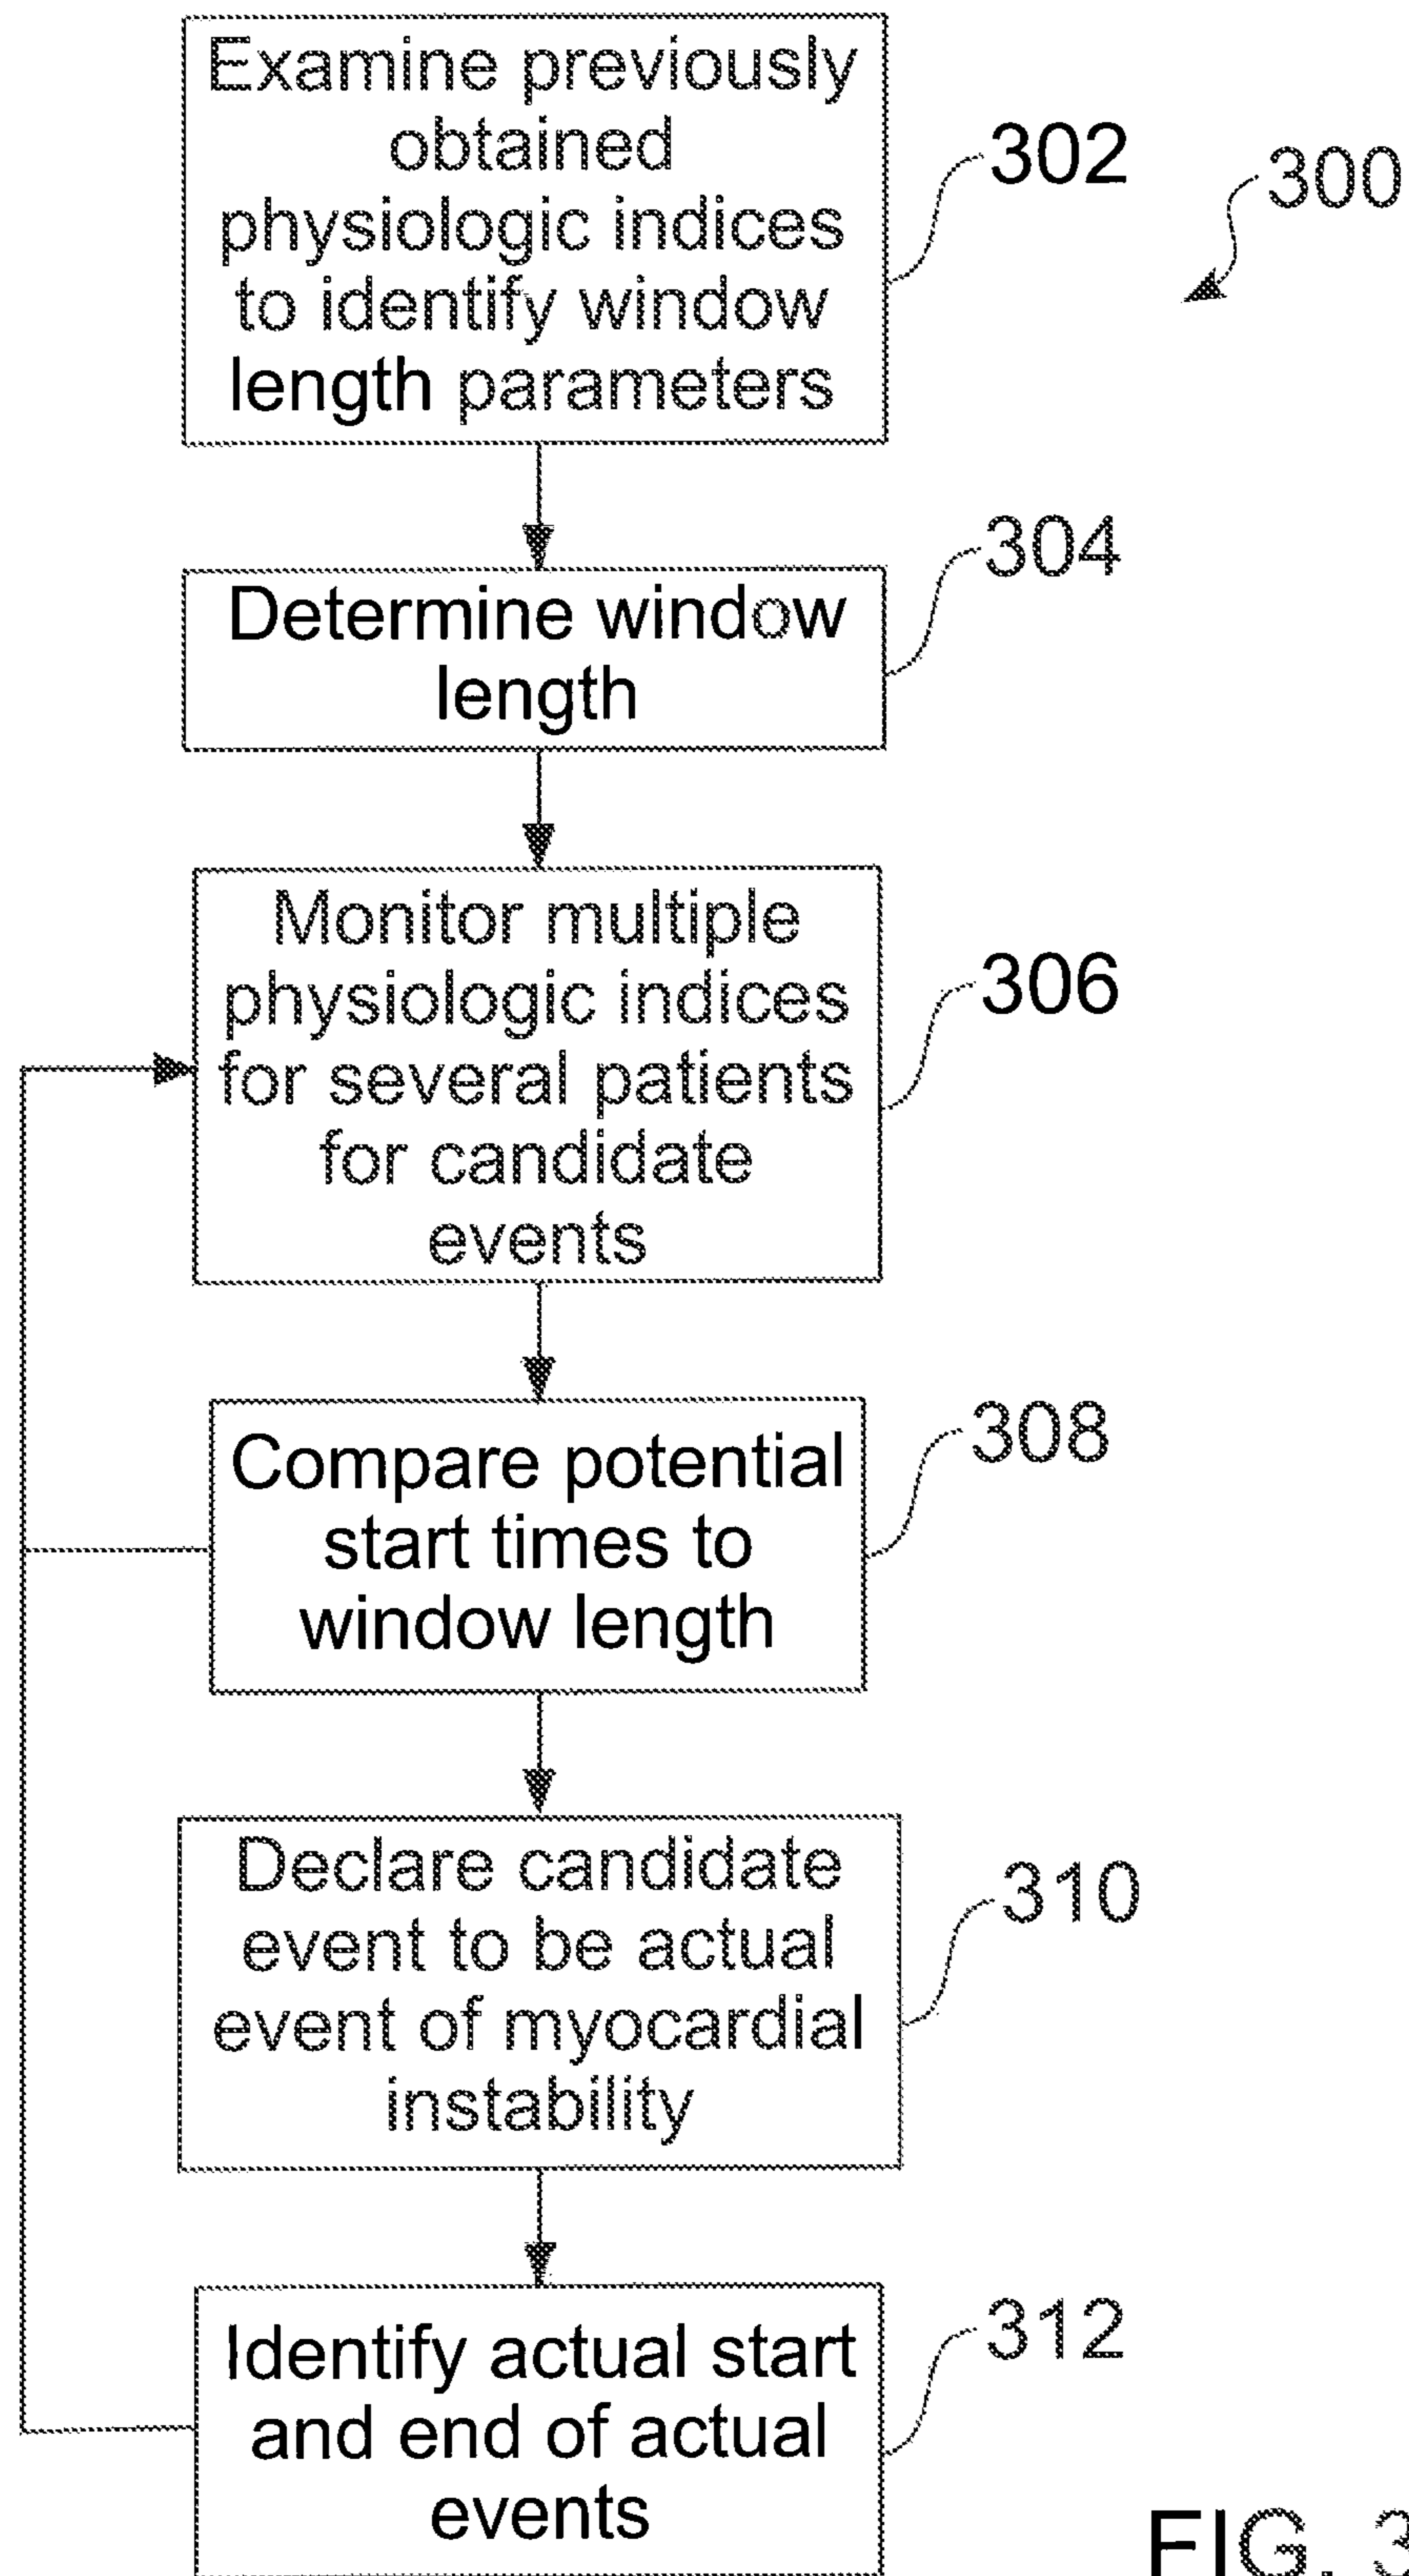 Examine previously
obtained
physiologic indices
to identify window
length parameters
302
300
Determine window
length
304
Monitor multiple
physiologic indices
for several patients
for candidate
events
306
Compare potential
start times to
window length
308
Declare candidate
event to be actual
event of myocardial
instability
310
Identify actual start
and end of actual
events
312
FIG. 3